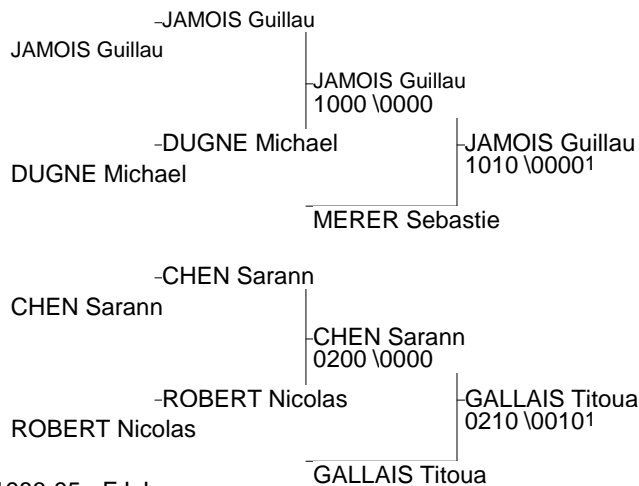 JAMOIS Guillau
JAMOIS Guillau
JAMOIS Guillau
1000 \0000
DUGNE Michael
JAMOIS Guillau
1010 \00001
DUGNE Michael
MERER Sebastie
CHEN Sarann
CHEN Sarann
CHEN Sarann
0200 \0000
ROBERT Nicolas
GALLAIS Titoua
0210 \00101
ROBERT Nicolas
GALLAIS Titoua